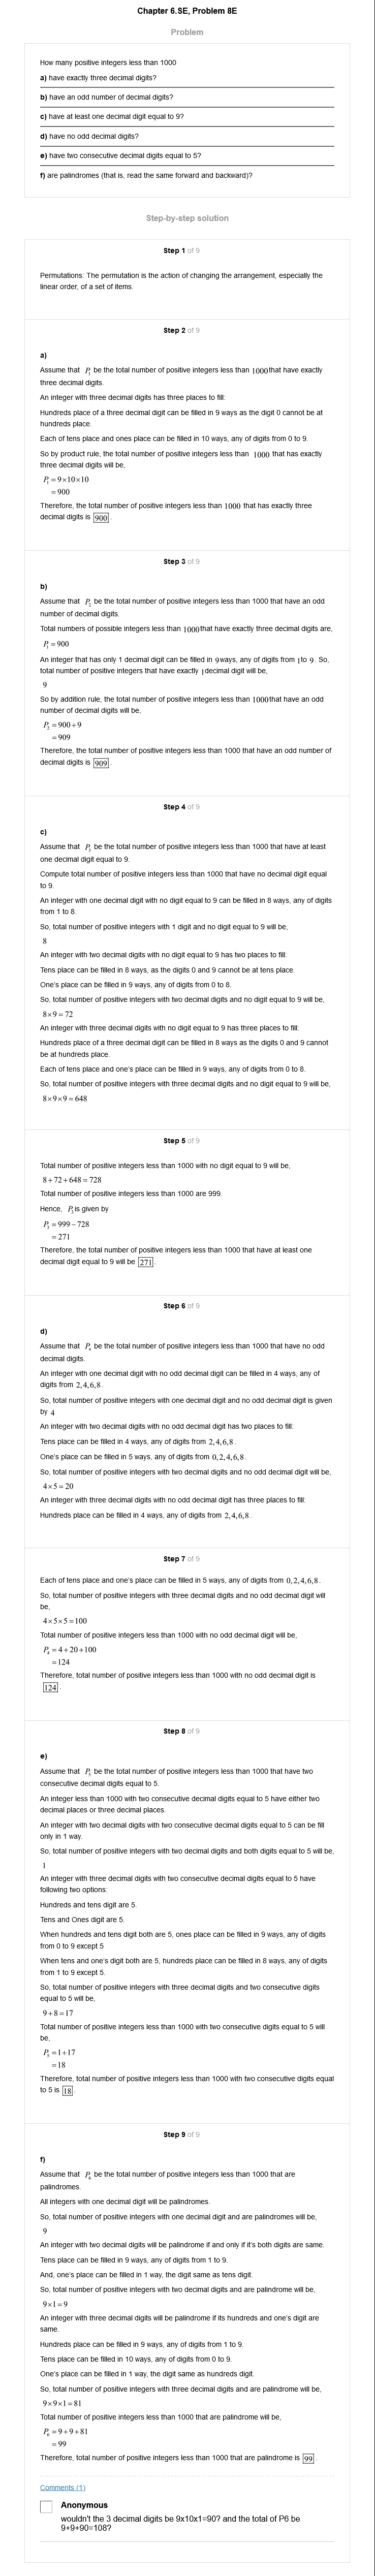 Chapter 6.SE, Problem 8E
Problem
How many positive integers less than 1000
a) have exactly three decimal digits?
b) have an odd number of decimal digits?
c) have at least one decimal digit equal to 9?
d) have no odd decimal digits?
e) have two consecutive decimal digits equal to 5?
f) are palindromes (that is, read the same forward and backward)?
Step-by-step solution
Step 1 of 9
Permutations: The permutation is the action of changing the arrangement, especially the
linear order, of a set of items.
Step 2 of 9
a)
Assume that P₁ be the total number of positive integers less than 1000 that have exactly
three decimal digits.
An integer with three decimal digits has three places to fill:
Hundreds place of a three decimal digit can be filled in 9 ways as the digit 0 cannot be at
hundreds place.
Each of tens place and ones place can be filled in 10 ways, any of digits from 0 to 9.
So by product rule, the total number of positive integers less than 1000 that has exactly
three decimal digits will be,
P₁ = 9×10×10
= 900
Therefore, the total number of positive integers less than 1000 that has exactly three
decimal digits is 900.
Step 3 of 9
b)
Assume that P₂ be the total number of positive integers less than 1000 that have an odd
number of decimal digits.
Total numbers of possible integers less than 1000 that have exactly three decimal digits are,
P₁ = 900
An integer that has only 1 decimal digit can be filled in 9 ways, any of digits from 1 to 9. So,
total number of positive integers that have exactly 1 decimal digit will be,
9
So by addition rule, the total number of positive integers less than 1000 that have an odd
number of decimal digits will be,
P₂ = 900+9
= 909
Therefore, the total number of positive integers less than 1000 that have an odd number of
decimal digits is 909.
Step 4 of 9
c)
Assume that P₃ be the total number of positive integers less than 1000 that have at least
one decimal digit equal to 9.
Compute total number of positive integers less than 1000 that have no decimal digit equal
to 9.
An integer with one decimal digit with no digit equal to 9 can be filled in 8 ways, any of digits
from 1 to 8.
So, total number of positive integers with 1 digit and no digit equal to 9 will be,
8
An integer with two decimal digits with no digit equal to 9 has two places to fill:
Tens place can be filled in 8 ways, as the digits 0 and 9 cannot be at tens place.
One's place can be filled in 9 ways, any of digits from 0 to 8.
So, total number of positive integers with two decimal digits and no digit equal to 9 will be,
8×9 = 72
An integer with three decimal digits with no digit equal to 9 has three places to fill:
Hundreds place of a three decimal digit can be filled in 8 ways as the digits 0 and 9 cannot
be at hundreds place.
Each of tens place and one's place can be filled in 9 ways, any of digits from 0 to 8.
So, total number of positive integers with three decimal digits and no digit equal to 9 will be,
8×9×9 = 648
Step 5 of 9
Total number of positive integers less than 1000 with no digit equal to 9 will be,
8+72+648 = 728
Total number of positive integers less than 1000 are 999.
Hence, P₃ is given by
P₃ = 999−728
= 271
Therefore, the total number of positive integers less than 1000 that have at least one
decimal digit equal to 9 will be 271.
Step 6 of 9
d)
Assume that P₄ be the total number of positive integers less than 1000 that have no odd
decimal digits.
An integer with one decimal digit with no odd decimal digit can be filled in 4 ways, any of
digits from 2,4,6,8.
So, total number of positive integers with one decimal digit and no odd decimal digit is given
by 4
An integer with two decimal digits with no odd decimal digit has two places to fill:
Tens place can be filled in 4 ways, any of digits from 2,4,6,8.
One's place can be filled in 5 ways, any of digits from 0,2,4,6,8.
So, total number of positive integers with two decimal digits and no odd decimal digit will be,
4×5 = 20
An integer with three decimal digits with no odd decimal digit has three places to fill:
Hundreds place can be filled in 4 ways, any of digits from 2,4,6,8.
Step 7 of 9
Each of tens place and one's place can be filled in 5 ways, any of digits from 0,2,4,6,8.
So, total number of positive integers with three decimal digits and no odd decimal digit will
be,
4×5×5 = 100
Total number of positive integers less than 1000 with no odd decimal digit will be,
P₄ = 4+20+100
= 124
Therefore, total number of positive integers less than 1000 with no odd decimal digit is
124.
Step 8 of 9
e)
Assume that P₅ be the total number of positive integers less than 1000 that have two
consecutive decimal digits equal to 5.
An integer less than 1000 with two consecutive decimal digits equal to 5 have either two
decimal places or three decimal places.
An integer with two decimal digits with two consecutive decimal digits equal to 5 can be fill
only in 1 way.
So, total number of positive integers with two decimal digits and both digits equal to 5 will be,
1
An integer with three decimal digits with two consecutive decimal digits equal to 5 have
following two options:
Hundreds and tens digit are 5.
Tens and Ones digit are 5.
When hundreds and tens digit both are 5, ones place can be filled in 9 ways, any of digits
from 0 to 9 except 5
When tens and one's digit both are 5, hundreds place can be filled in 8 ways, any of digits
from 1 to 9 except 5.
So, total number of positive integers with three decimal digits and two consecutive digits
equal to 5 will be,
9+8 = 17
Total number of positive integers less than 1000 with two consecutive digits equal to 5 will
be,
P₅ = 1+17
= 18
Therefore, total number of positive integers less than 1000 with two consecutive digits equal
to 5 is 18.
Step 9 of 9
f)
Assume that P₆ be the total number of positive integers less than 1000 that are
palindromes.
All integers with one decimal digit will be palindromes.
So, total number of positive integers with one decimal digit and are palindromes will be,
9
An integer with two decimal digits will be palindrome if and only if it's both digits are same.
Tens place can be filled in 9 ways, any of digits from 1 to 9.
And, one's place can be filled in 1 way, the digit same as tens digit.
So, total number of positive integers with two decimal digits and are palindrome will be,
9×1 = 9
An integer with three decimal digits will be palindrome if its hundreds and one's digit are
same.
Hundreds place can be filled in 9 ways, any of digits from 1 to 9.
Tens place can be filled in 10 ways, any of digits from 0 to 9.
One's place can be filled in 1 way, the digit same as hundreds digit.
So, total number of positive integers with three decimal digits and are palindrome will be,
9×9×1 = 81
Total number of positive integers less than 1000 that are palindrome will be,
P₆ = 9+9+81
= 99
Therefore, total number of positive integers less than 1000 that are palindrome is 99.
Comments (1)
Anonymous
wouldn't the 3 decimal digits be 9x10x1=90? and the total of P6 be
9+9+90=108?